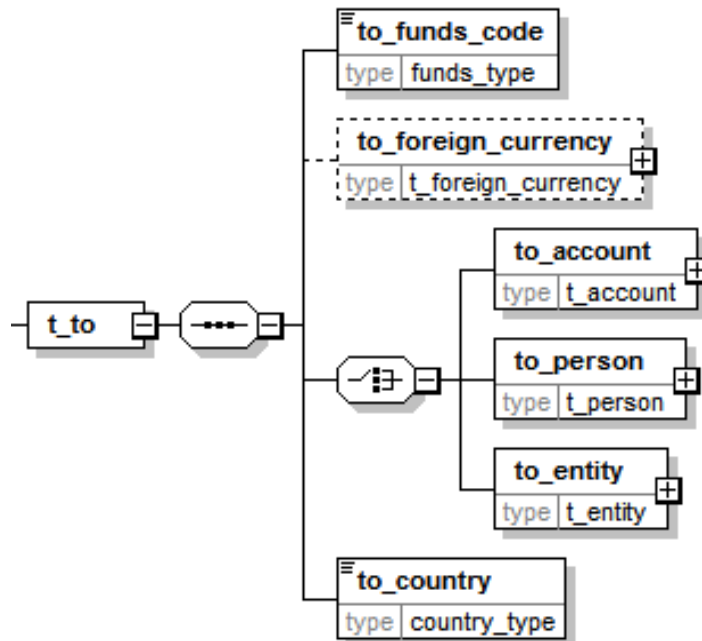 to_funds_code
type funds_type
to_foreign_currency
type t_foreign_currency
to_account
type t_account
t_to
to_person
type t_person
to_entity
type t_entity
to_country
type country_type